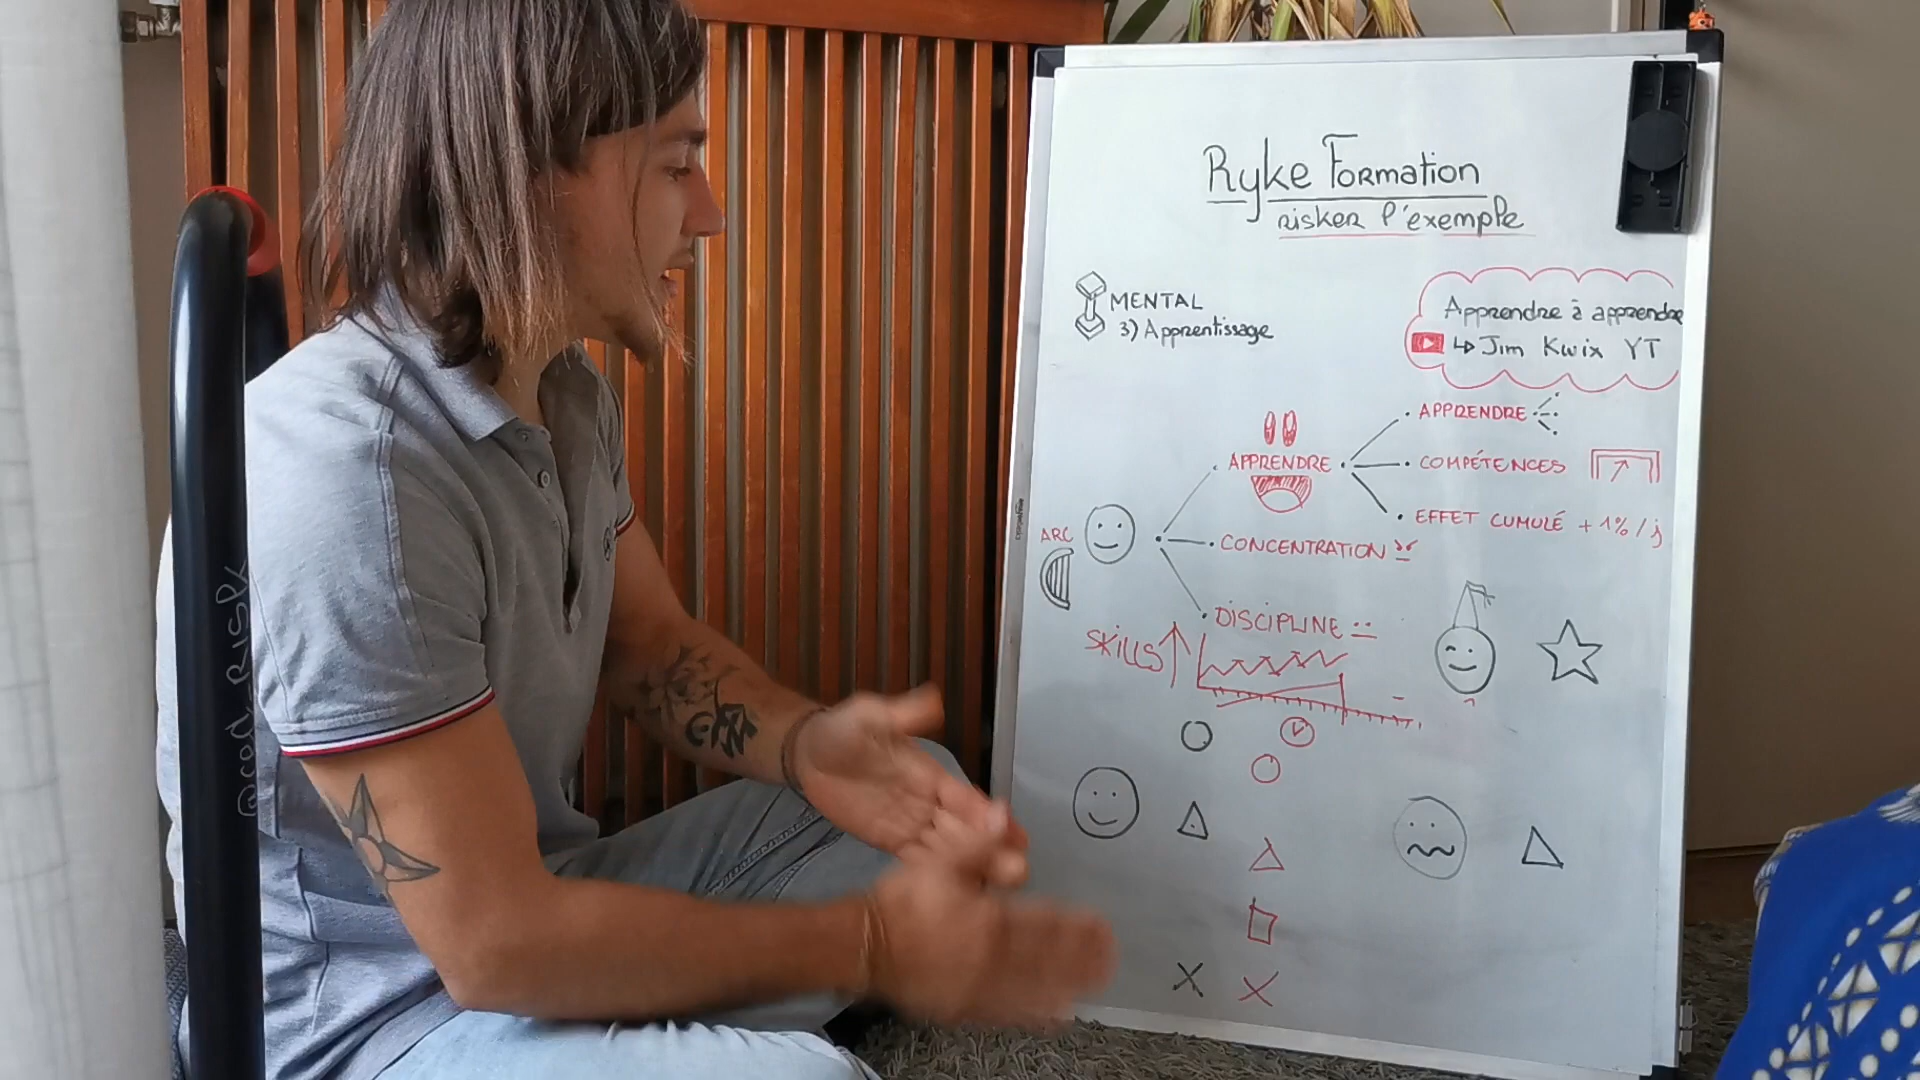 Ryke Formation
risker l'exemple
MENTAL
3) Apprentissage
Apprendre à apprendre
↳ Jim Kwix YT
APPRENDRE
APPRENDRE
COMPÉTENCES
EFFET CUMULÉ + 1% / j
ARC
CONCENTRATION
DISCIPLINE
SKILLS
@rod_RISK